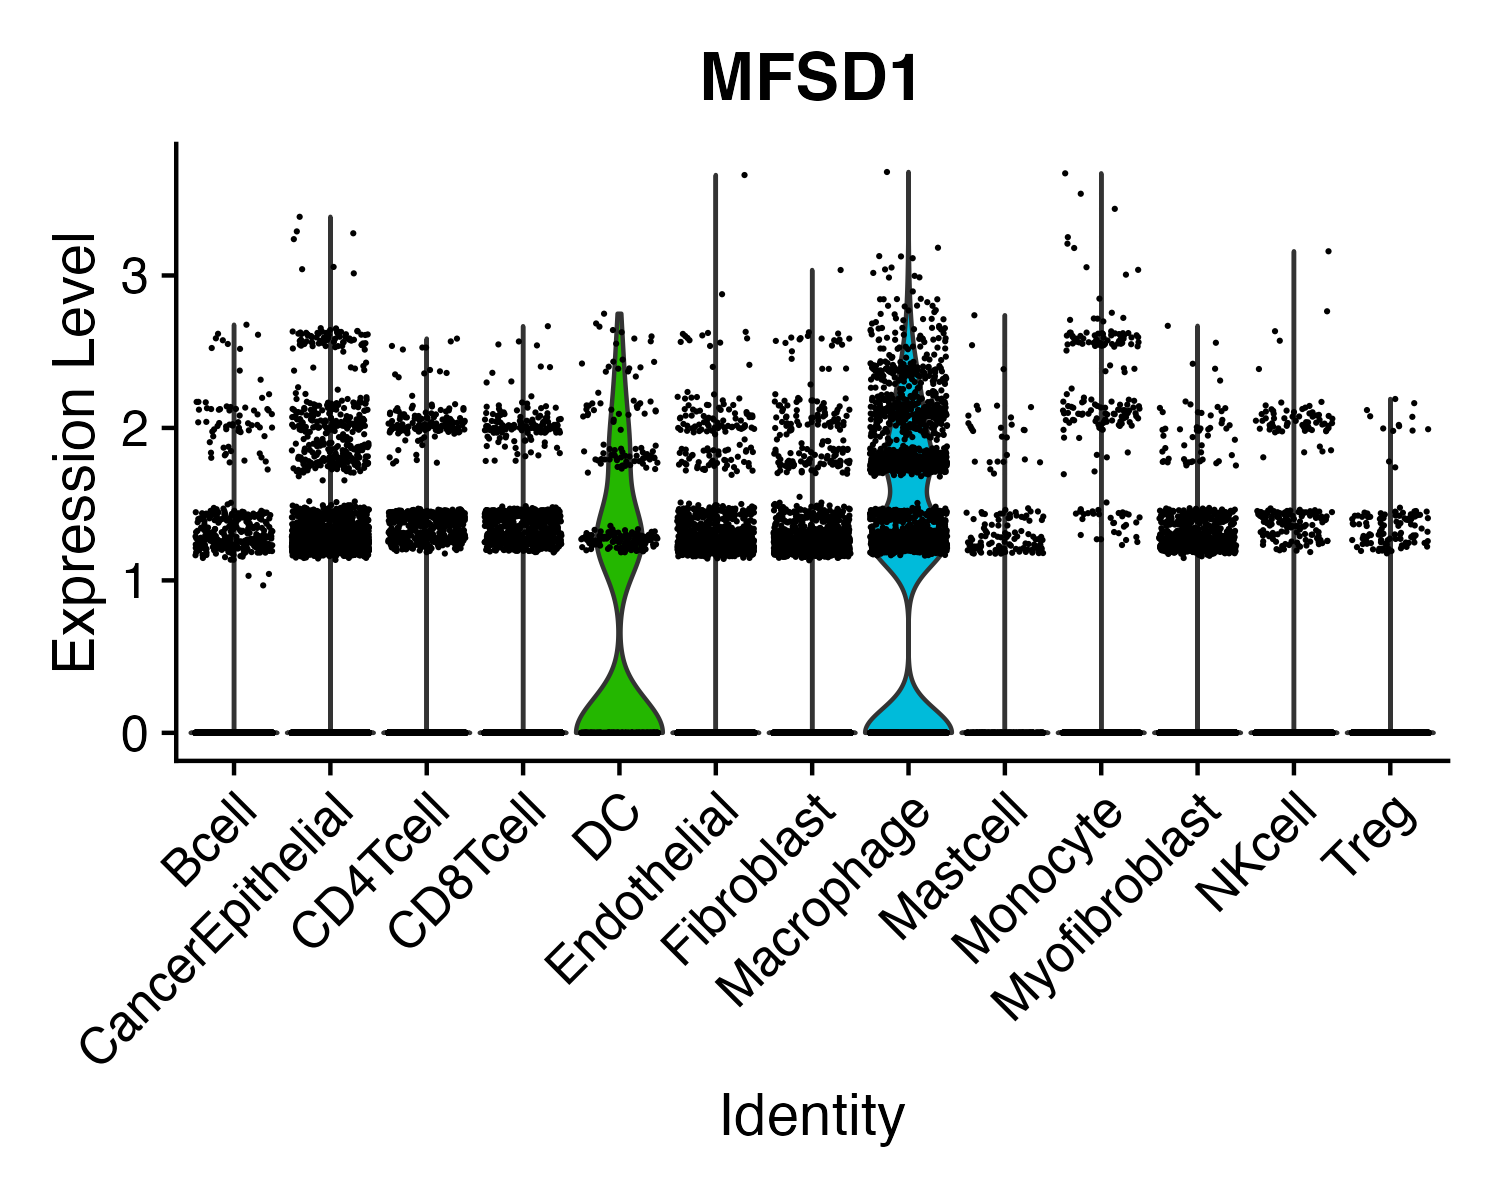 MFSD1
Expression Level
3
2
1
0
Bcell
CancerEpithelial
CD4Tcell
CD8Tcell
DC
Endothelial
Fibroblast
Macrophage
Mastcell
Monocyte
Myofibroblast
NKcell
Treg
Identity